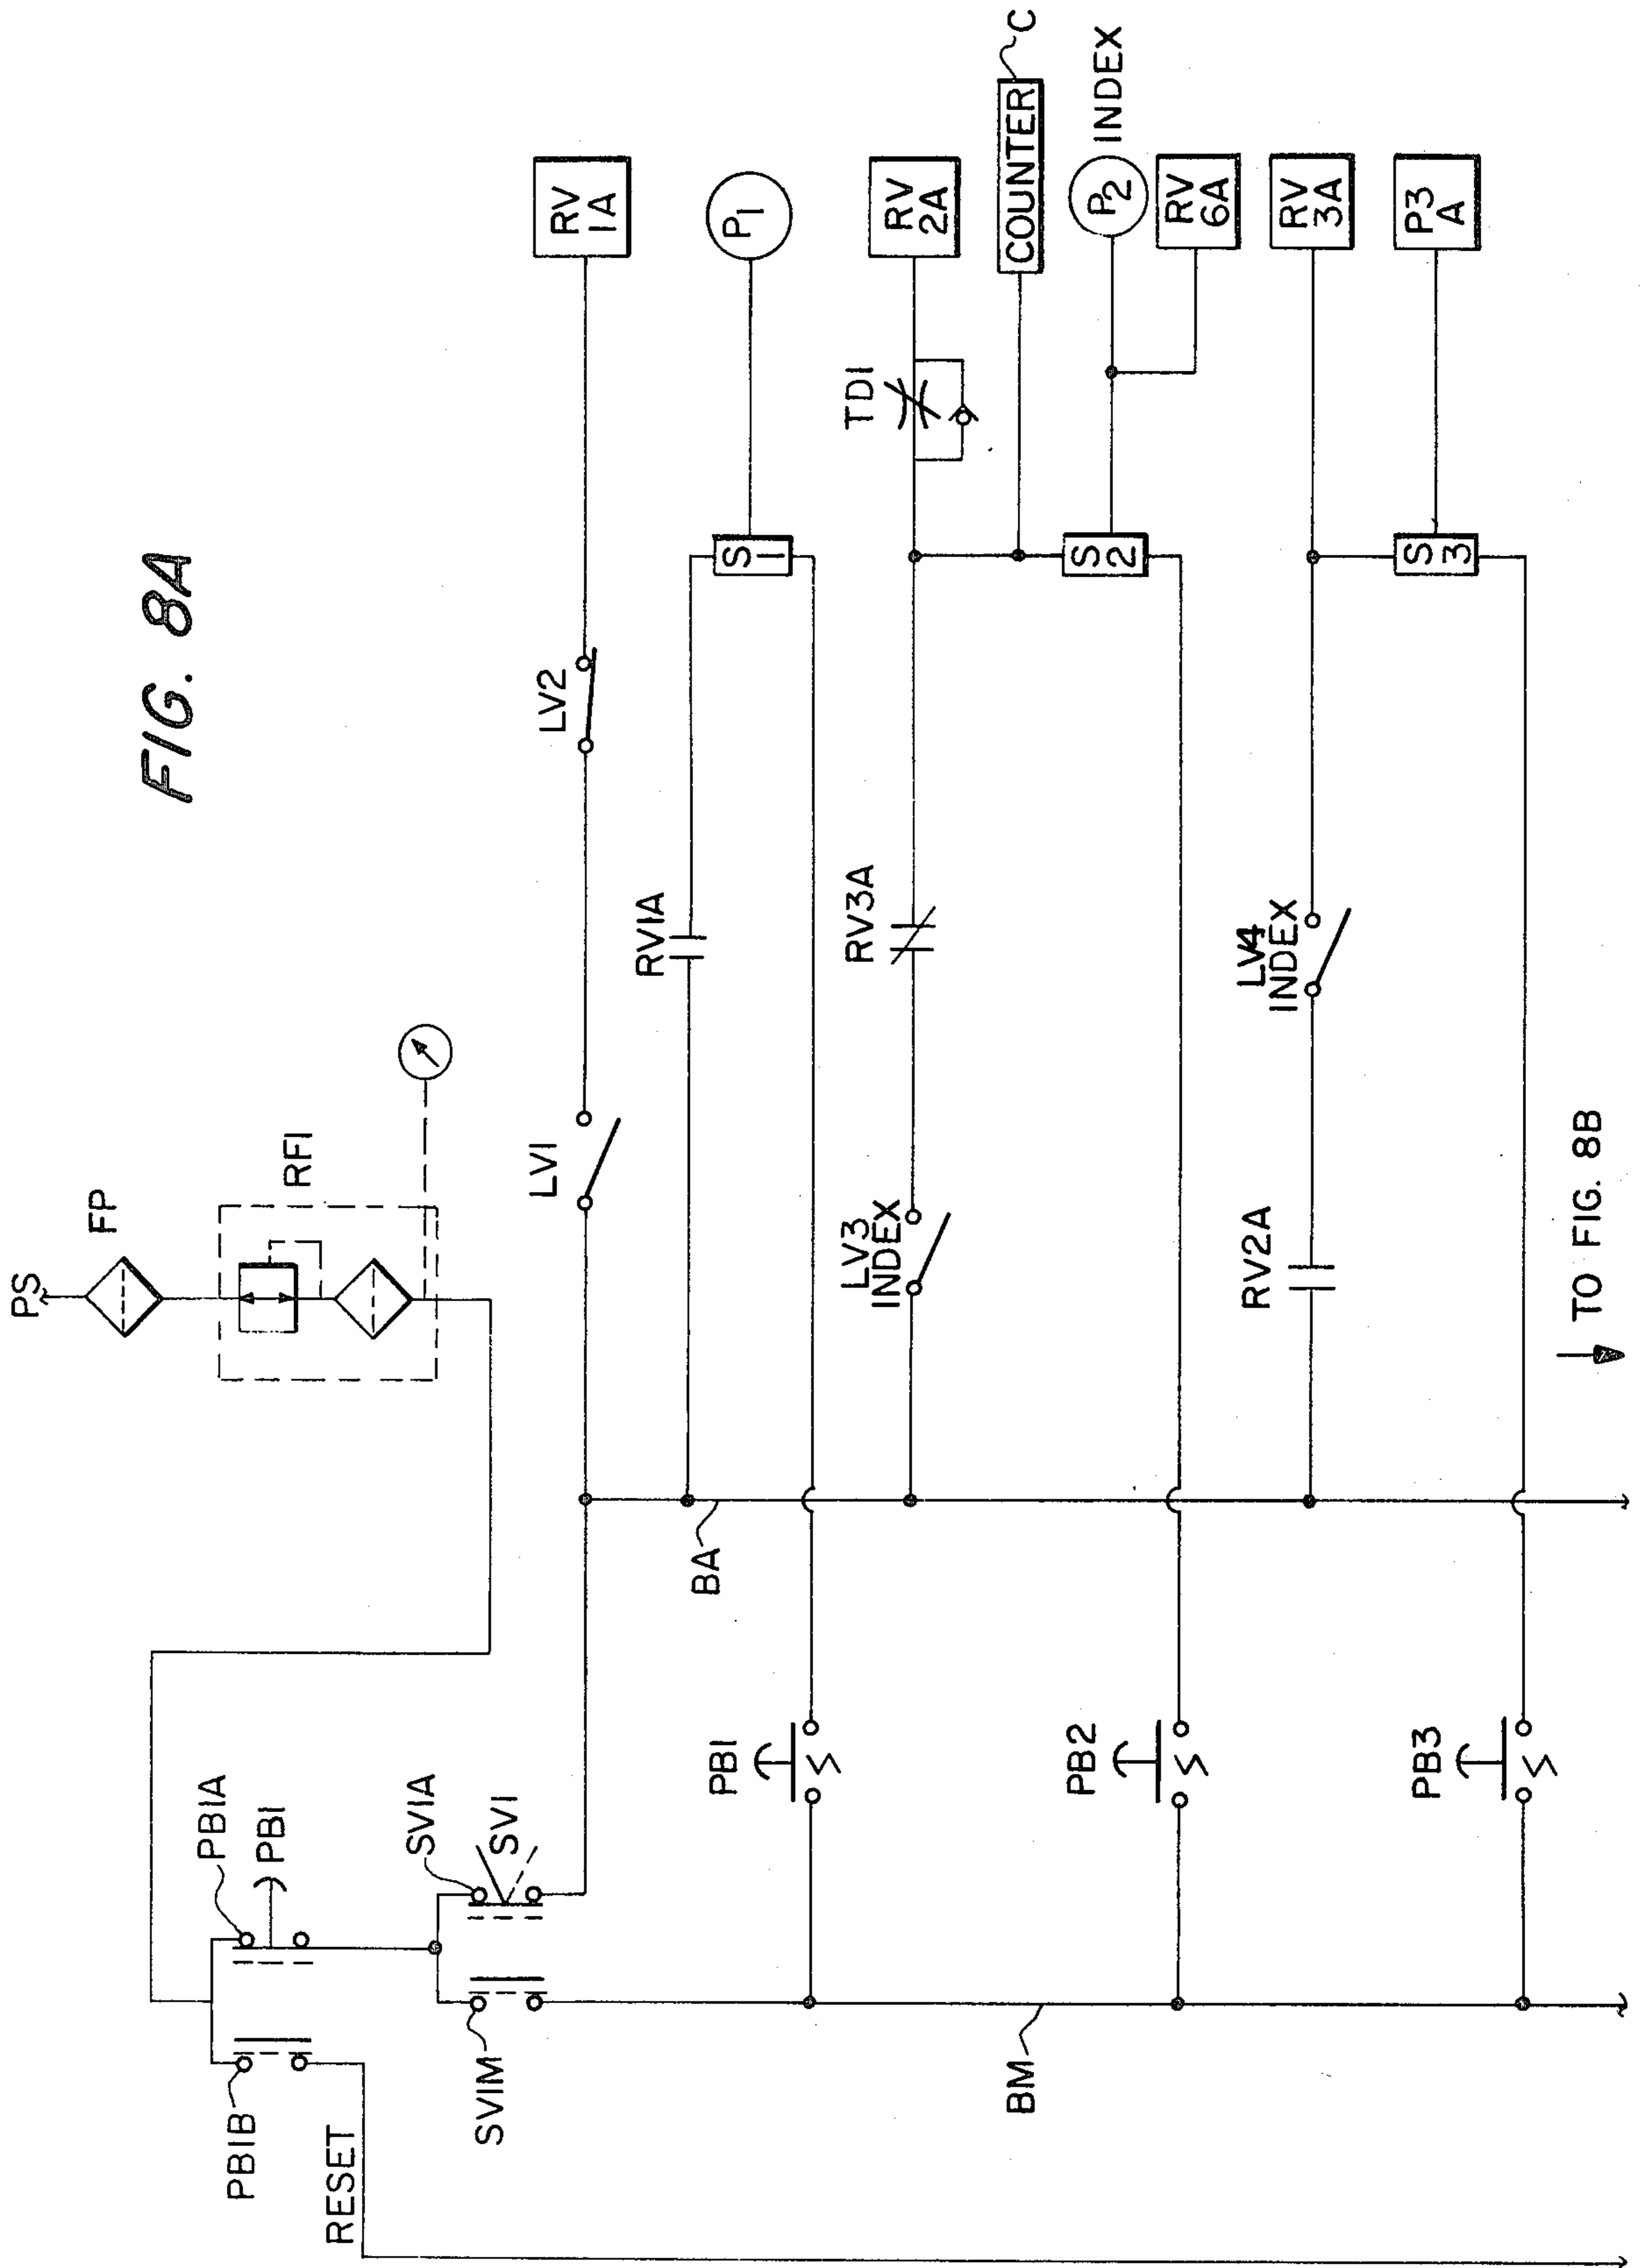 FIG. 8A
PS
FP
RF1
PB1A
PB1
PB1B
RESET
SV1A
SV1
SV1M
LV1
LV2
RV
1A
BA
RV1A
S
1
P1
PB1
LV3
INDEX
RV3A
TD1
RV
2A
COUNTER
C
BM
PB2
S
2
P2
INDEX
RV
6A
RV2A
LV4
INDEX
RV
3A
PB3
S
3
P3
A
TO FIG. 8B